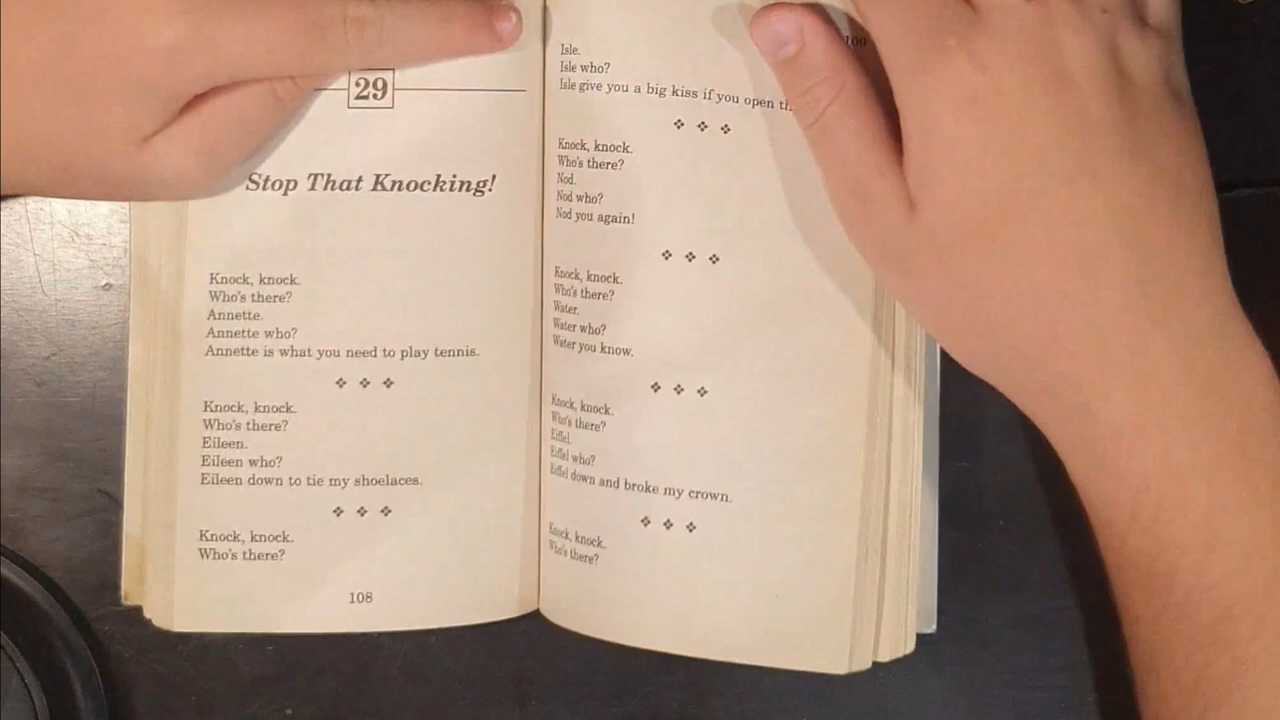 29
Stop That Knocking!
Knock, knock.
Who's there?
Annette.
Annette who?
Annette is what you need to play tennis.
Knock, knock.
Who's there?
Eileen.
Eileen who?
Eileen down to tie my shoelaces.
Knock, knock.
Who's there?
108
109
Isle.
Isle who?
Isle give you a big kiss if you open
Knock, knock.
Who's there?
Nod.
Nod who?
Nod you again!
Knock, knock.
Who's there?
Water.
Water who?
Water you know.
Knock, knock.
Who's there?
Eiffel.
Eiffel who?
Eiffel down and broke my crown.
Knock, knock.
Who's there?